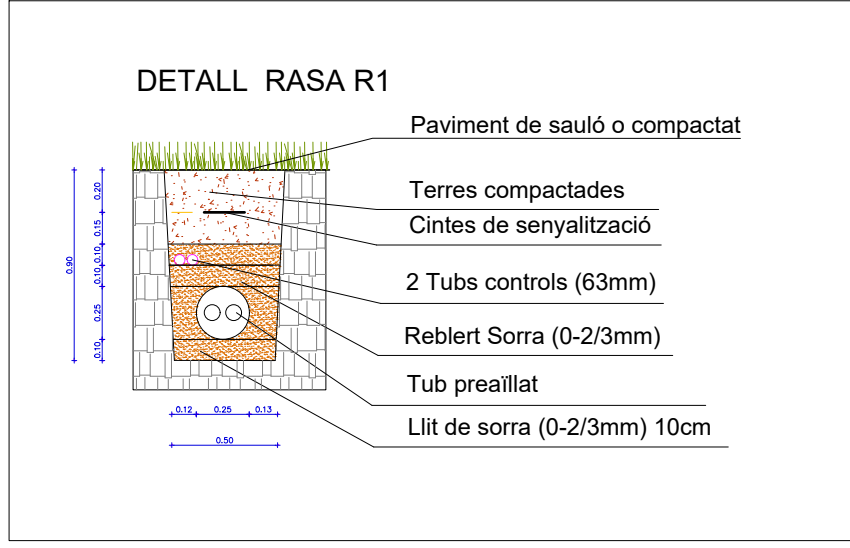 DETALL RASA R1
Paviment de sauló o compactat
Terres compactades
Cintes de senyalització
2 Tubs controls (63mm)
Reblert Sorra (0-2/3mm)
Tub preaïllat
Llit de sorra (0-2/3mm) 10cm
0.90
0.20
0.15
0.10
0.10
0.25
0.10
0.12 0.25 0.13
0.50